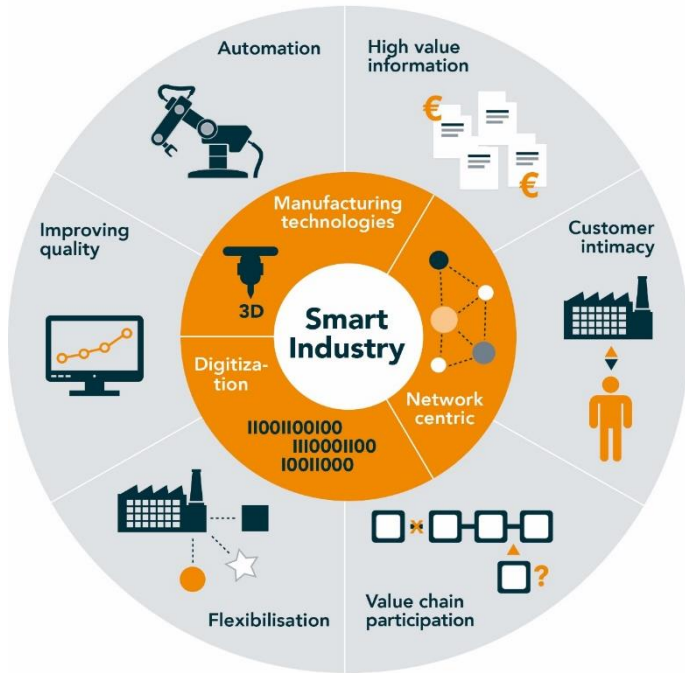 Automation
High value
information
€
€
Improving
quality
Customer
intimacy
Manufacturing
technologies
3D
Smart
Industry
Digitiza-
tion
Network
centric
11001100100
1110001100
10011000
x
?
Flexibilisation
Value chain
participation